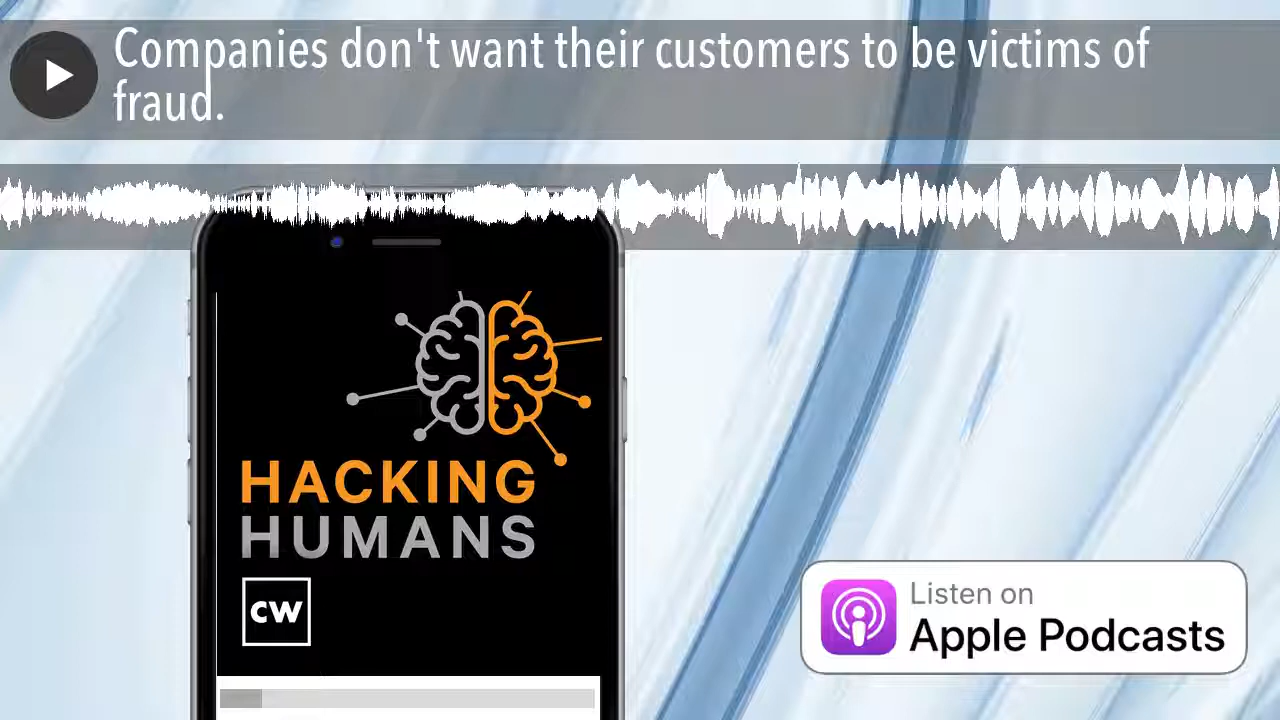 Companies don't want their customers to be victims of
fraud.
HACKING
HUMANS
CW
Listen on
Apple Podcasts